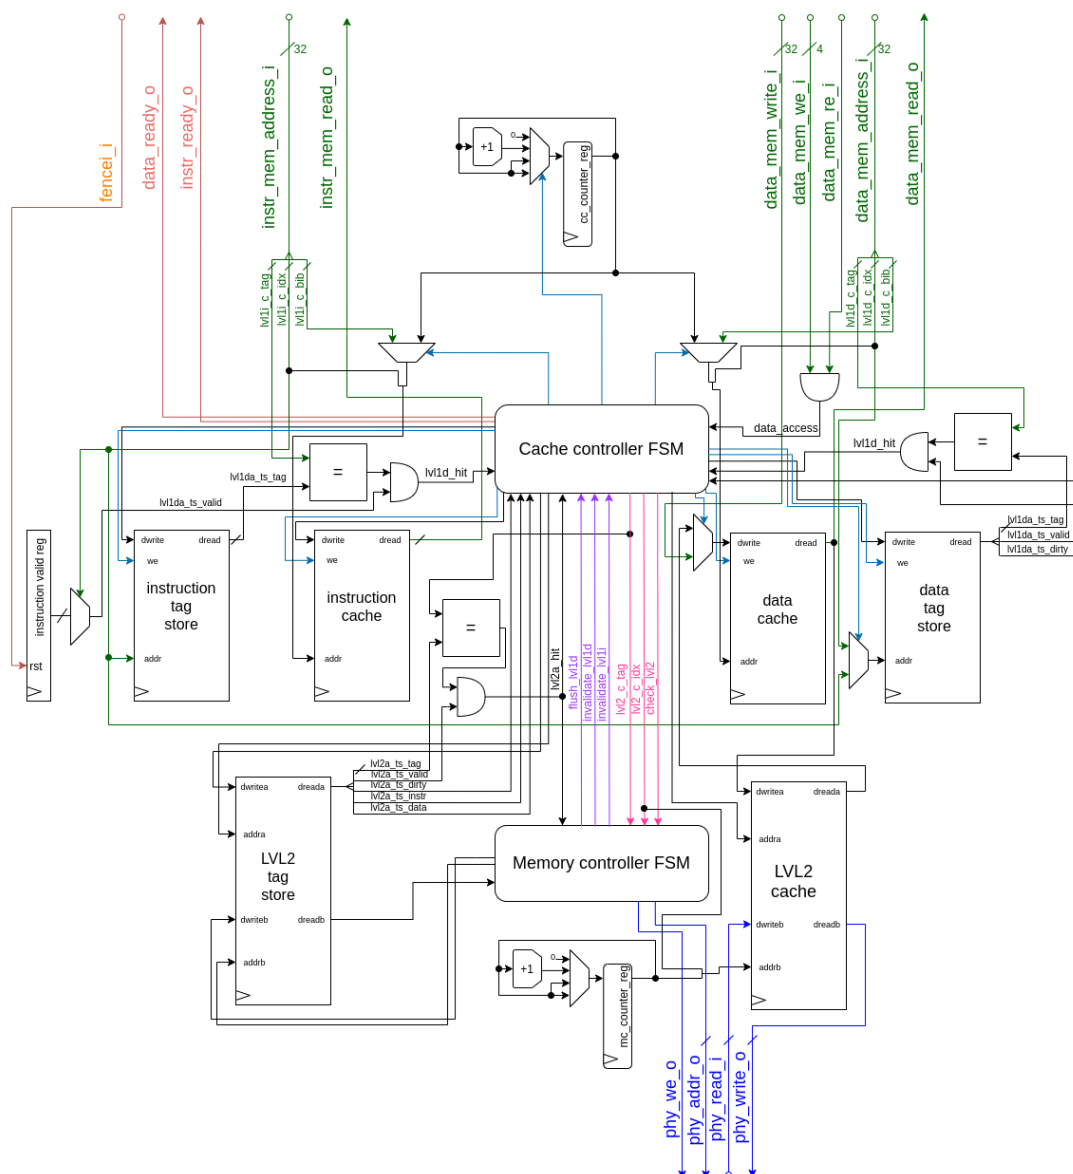 fencei_i
data_ready_o
instr_ready_o
instr_mem_address_i
32
instr_mem_read_o
data_mem_write_i
32
data_mem_we_i
4
data_mem_re_i
data_mem_address_i
32
data_mem_read_o
+1
0
cc_counter_reg
lvl1i_c_tag
lvl1i_c_idx
lvl1i_c_bib
lvl1d_c_tag
lvl1d_c_idx
lvl1d_c_bib
Cache controller FSM
data_access
lvl1d_hit
=
=
lvl1d_hit
lvl1da_ts_tag
lvl1da_ts_valid
instruction valid reg
rst
dwrite
dread
we
instruction
tag
store
addr
dwrite
dread
instruction
cache
addr
=
lvl2a_hit
flush_lvl1d
invalidate_lvl1d
invalidate_lvl1i
lvl2_c_tag
lvl2_c_idx
check_lvl2
dwrite
dread
we
data
cache
addr
dwrite
dread
we
data
tag
store
addr
lvl1da_ts_tag
lvl1da_ts_valid
lvl1da_ts_dirty
lvl2a_ts_tag
lvl2a_ts_valid
lvl2a_ts_dirty
lvl2a_ts_instr
lvl2a_ts_data
dwritea
dreada
addra
LVL2
tag
store
dwriteb
dreadb
addrb
Memory controller FSM
dwritea
dreada
addra
LVL2
cache
dwriteb
dreadb
addrb
+1
0
mc_counter_reg
phy_we_o
phy_addr_o
phy_read_i
phy_write_o